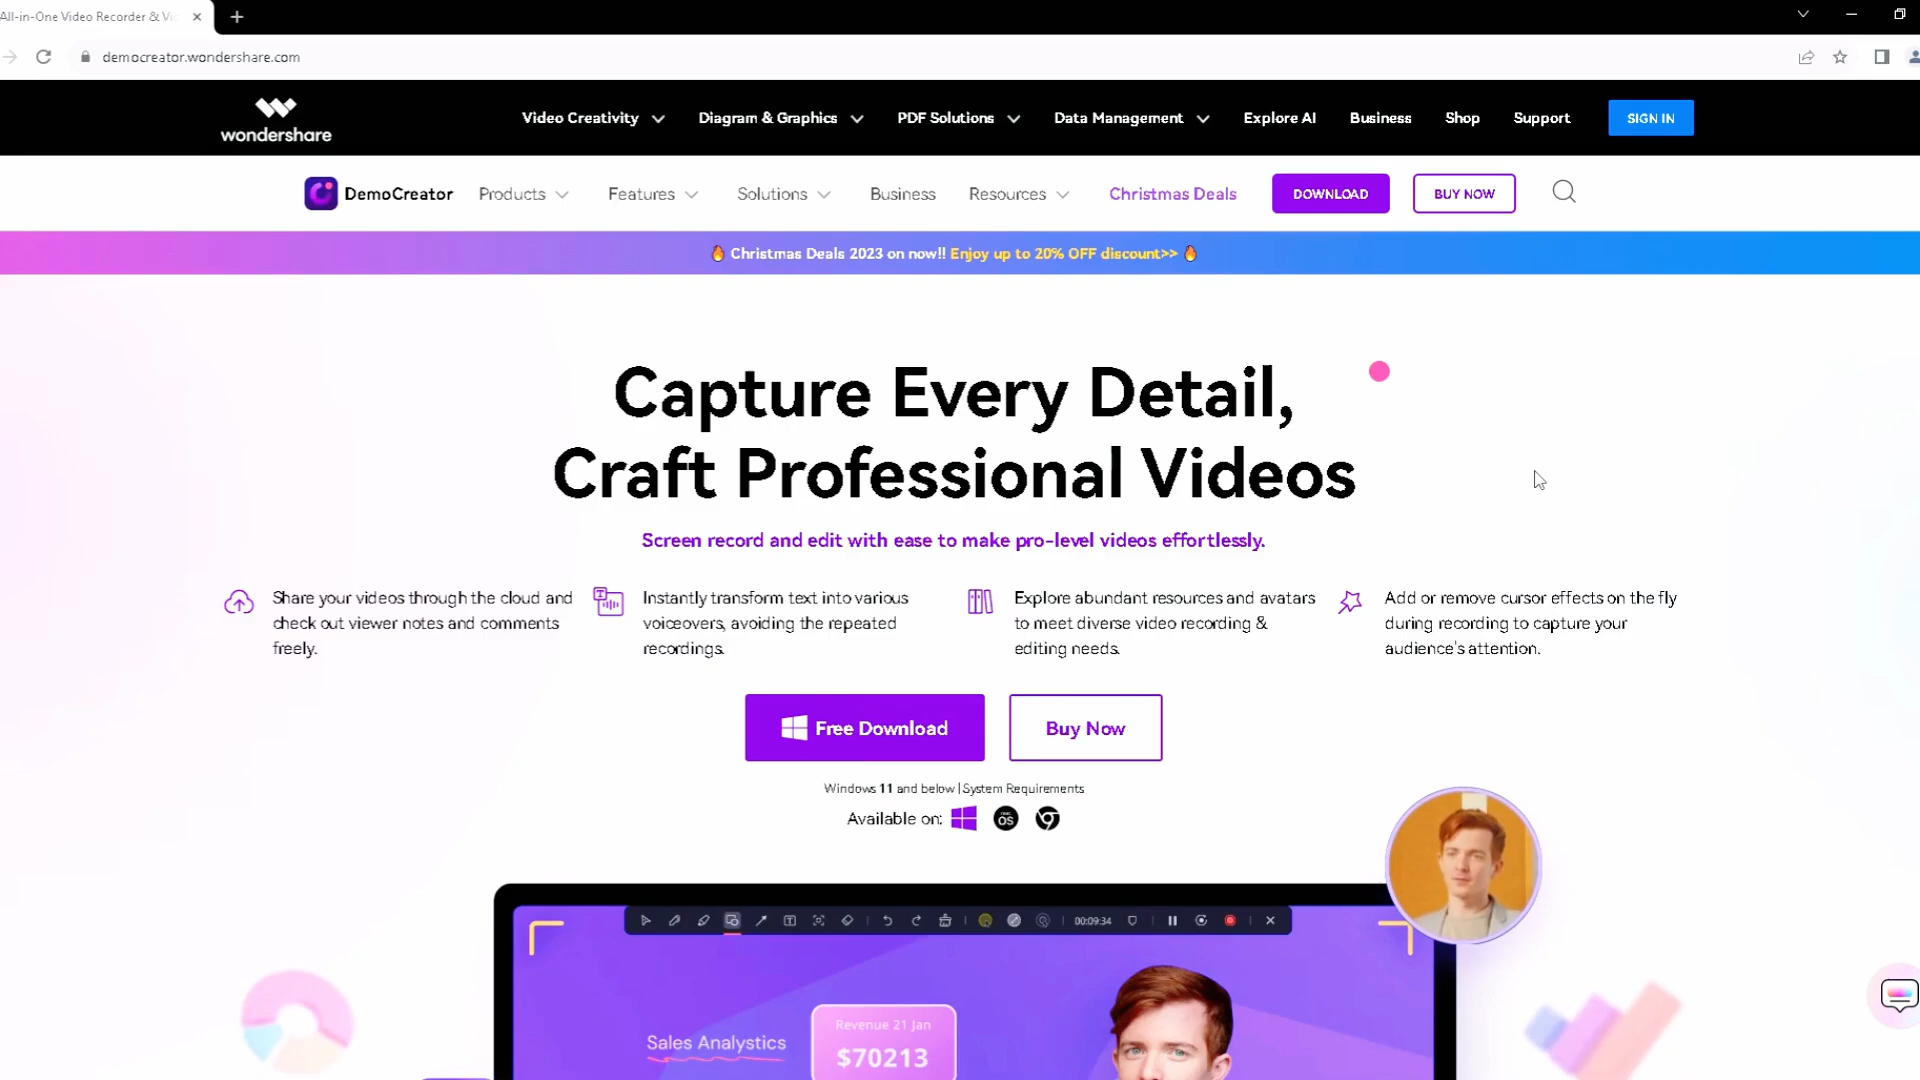 All-in-One Video Recorder & Vi
democreator.wondershare.com
wondershare
Video Creativity
Diagram & Graphics
PDF Solutions
Data Management
Explore AI
Business
Shop
Support
SIGN IN
DemoCreator
Products
Features
Solutions
Business
Resources
Christmas Deals
DOWNLOAD
BUY NOW
Christmas Deals 2023 on now!! Enjoy up to 20% OFF discount>>
Capture Every Detail,
Craft Professional Videos
Screen record and edit with ease to make pro-level videos effortlessly.
Share your videos through the cloud and
check out viewer notes and comments
freely.
Instantly transform text into various
voiceovers, avoiding the repeated
recordings.
Explore abundant resources and avatars
to meet diverse video recording &
editing needs.
Add or remove cursor effects on the fly
during recording to capture your
audience's attention.
Free Download
Buy Now
Windows 11 and below | System Requirements
Available on:
mac
OS
00:09:34
Sales Analystics
Revenue 21 Jan
$70213